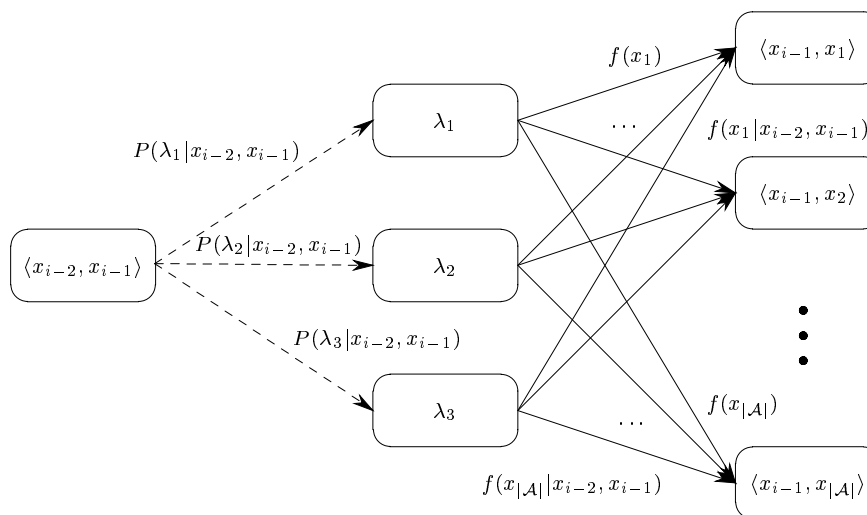 ⟨x_{i−1}, x_1⟩
f(x_1)
λ_1
...
f(x_1|x_{i−2}, x_{i−1})
P(λ_1|x_{i−2}, x_{i−1})
⟨x_{i−1}, x_2⟩
P(λ_2|x_{i−2}, x_{i−1})
⟨x_{i−2}, x_{i−1}⟩
λ_2
P(λ_3|x_{i−2}, x_{i−1})
λ_3
f(x_{|𝒜|})
...
f(x_{|𝒜|}|x_{i−2}, x_{i−1})
⟨x_{i−1}, x_{|𝒜|}⟩